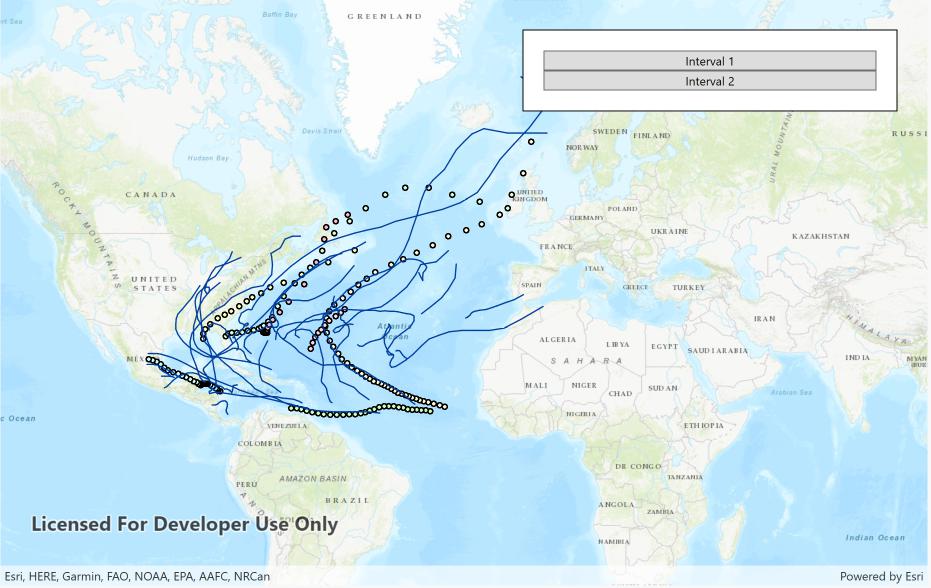 GREENLAND
Baffin Bay
Interval 1
Interval 2
Davis Strait
Hudson Bay
CANADA
ROCKY MOUNTAINS
UNITED
STATES
APPALACHIAN MTNS
SWEDEN
FINLAND
NORWAY
URAL MOUNTAINS
RUSSI
UNITED
KINGDOM
POLAND
GERMANY
UKRAINE
FRANCE
KAZAKHSTAN
ITALY
SPAIN
GREECE
TURKEY
Atlantic
Ocean
ALGERIA
LIBYA
EGYPT
IRAN
SAUDI ARABIA
HIMALAYA
INDIA
SAHARA
MALI
NIGER
CHAD
SUDAN
Arabian Sea
NIGERIA
ETHIOPIA
c Ocean
VENEZUELA
COLOMBIA
DR CONGO
TANZANIA
PERU
AMAZON BASIN
BRAZIL
ANGOLA
ZAMBIA
NAMIBIA
Indian Ocean
Licensed For Developer Use Only
Esri, HERE, Garmin, FAO, NOAA, EPA, AAFC, NRCan
Powered by Esri